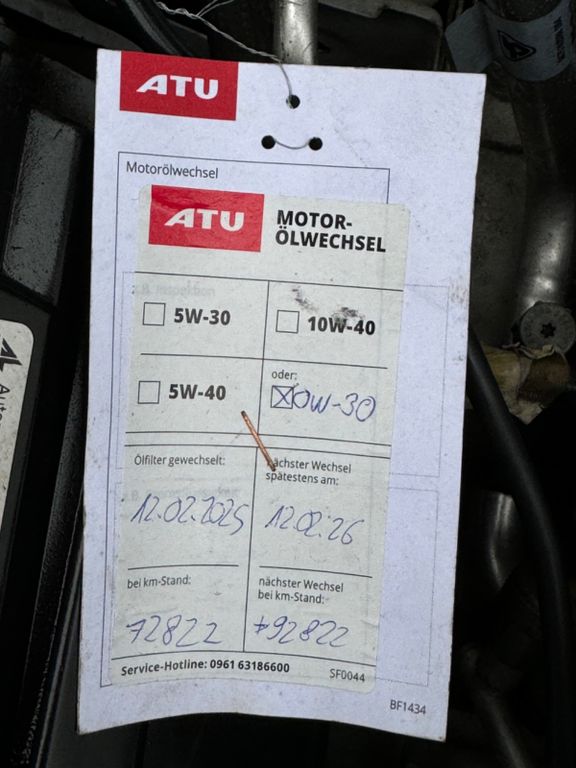 ATU
Motorölwechsel
ATU
MOTOR-
ÖLWECHSEL
5W-30
10W-40
5W-40
oder:
0W-30
Ölfilter gewechselt:
nächster Wechsel
spätestens am:
12.02.2025
12.02.26
bei km-Stand:
nächster Wechsel
bei km-Stand:
72822
92822
Service-Hotline: 0961 63186600
SF0044
BF1434